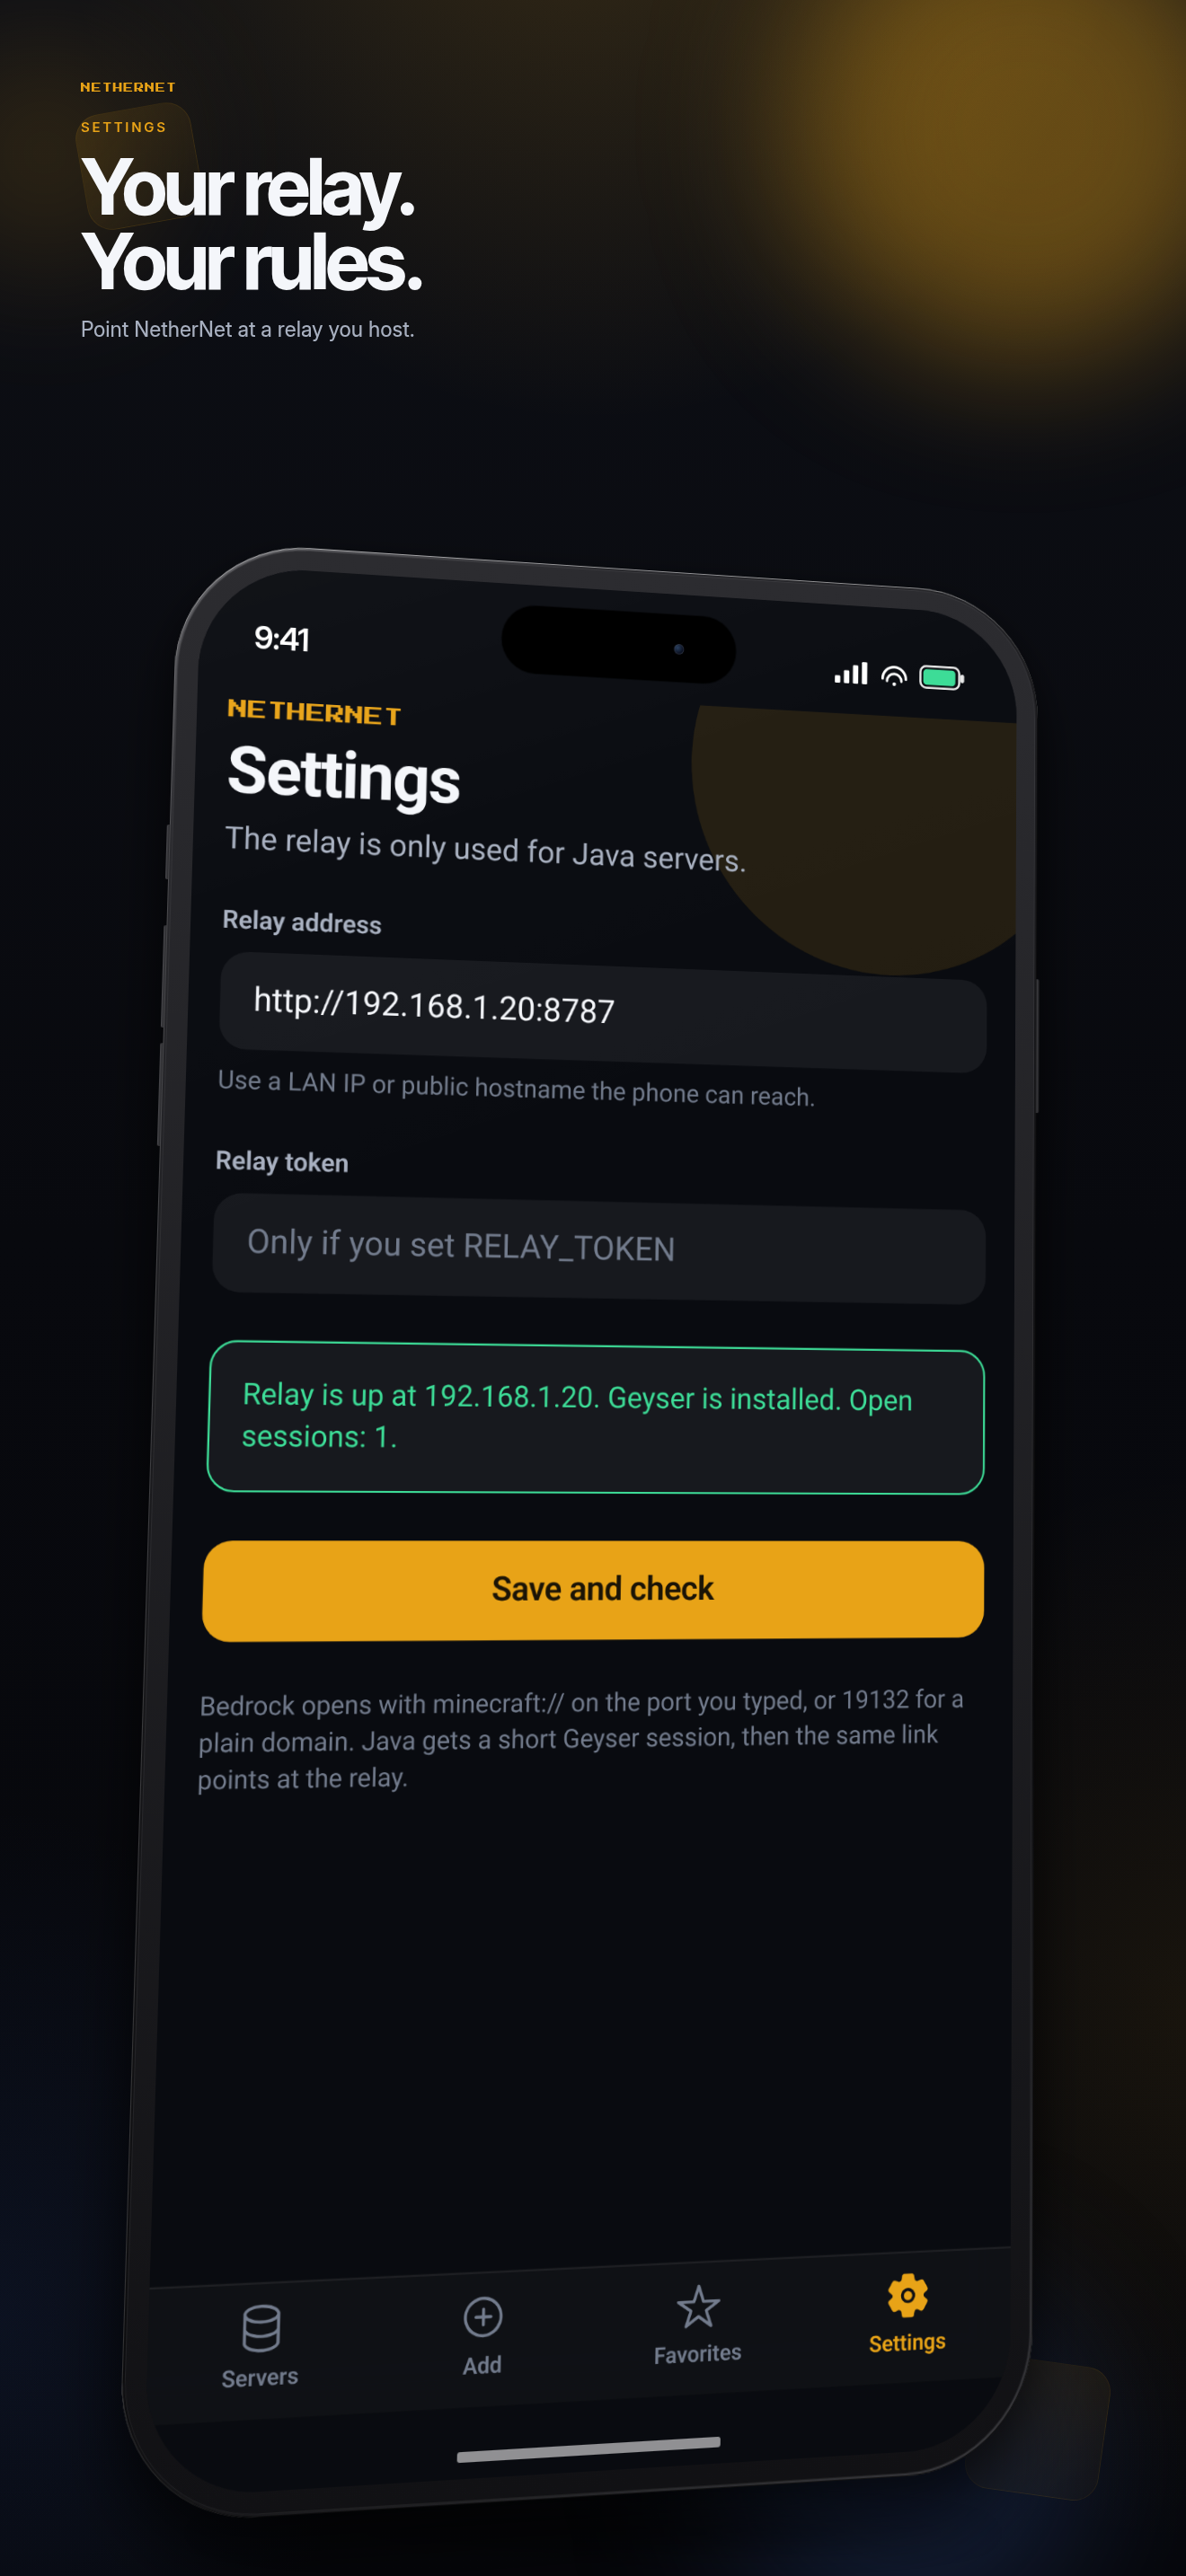 NETHERNET
SETTINGS
Your relay.
Your rules.
Point NetherNet at a relay you host.
9:41
NETHERNET
Settings
The relay is only used for Java servers.
Relay address
http://192.168.1.20:8787
Use a LAN IP or public hostname the phone can reach.
Relay token
Only if you set RELAY_TOKEN
Relay is up at 192.168.1.20. Geyser is installed. Open
sessions: 1.
Save and check
Bedrock opens with minecraft:// on the port you typed, or 19132 for a
plain domain. Java gets a short Geyser session, then the same link
points at the relay.
Servers
Add
Favorites
Settings